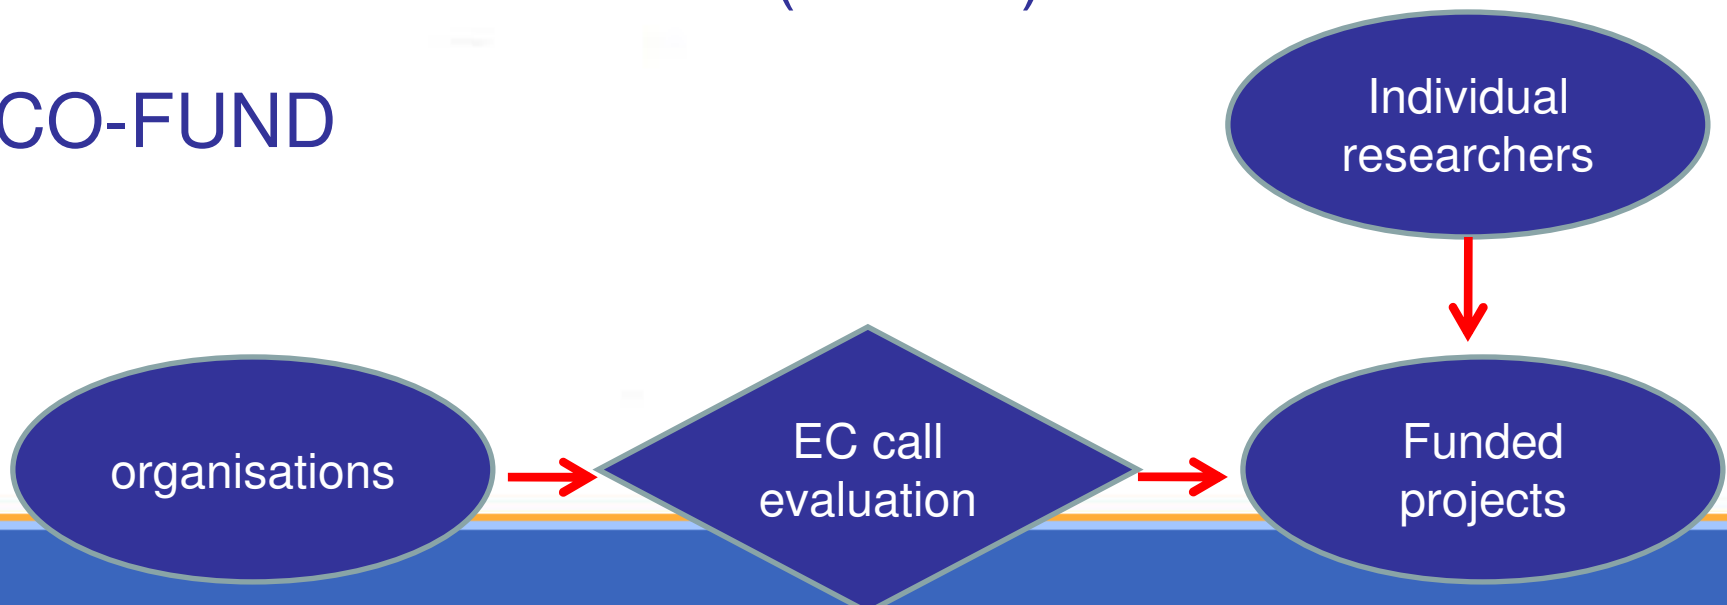 CO-FUND
Individual
researchers
organisations
EC call
evaluation
Funded
projects